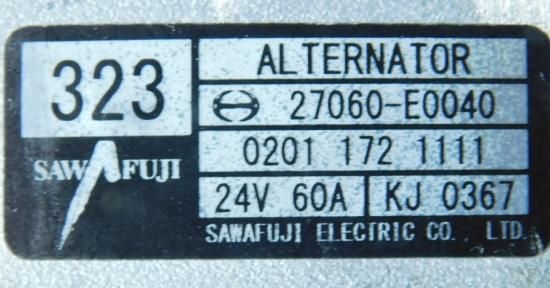 323
SAWAFUJI
ALTERNATOR
27060-E0040
0201 172 1111
24V 60A KJ 0367
SAWAFUJI ELECTRIC CO., LTD.